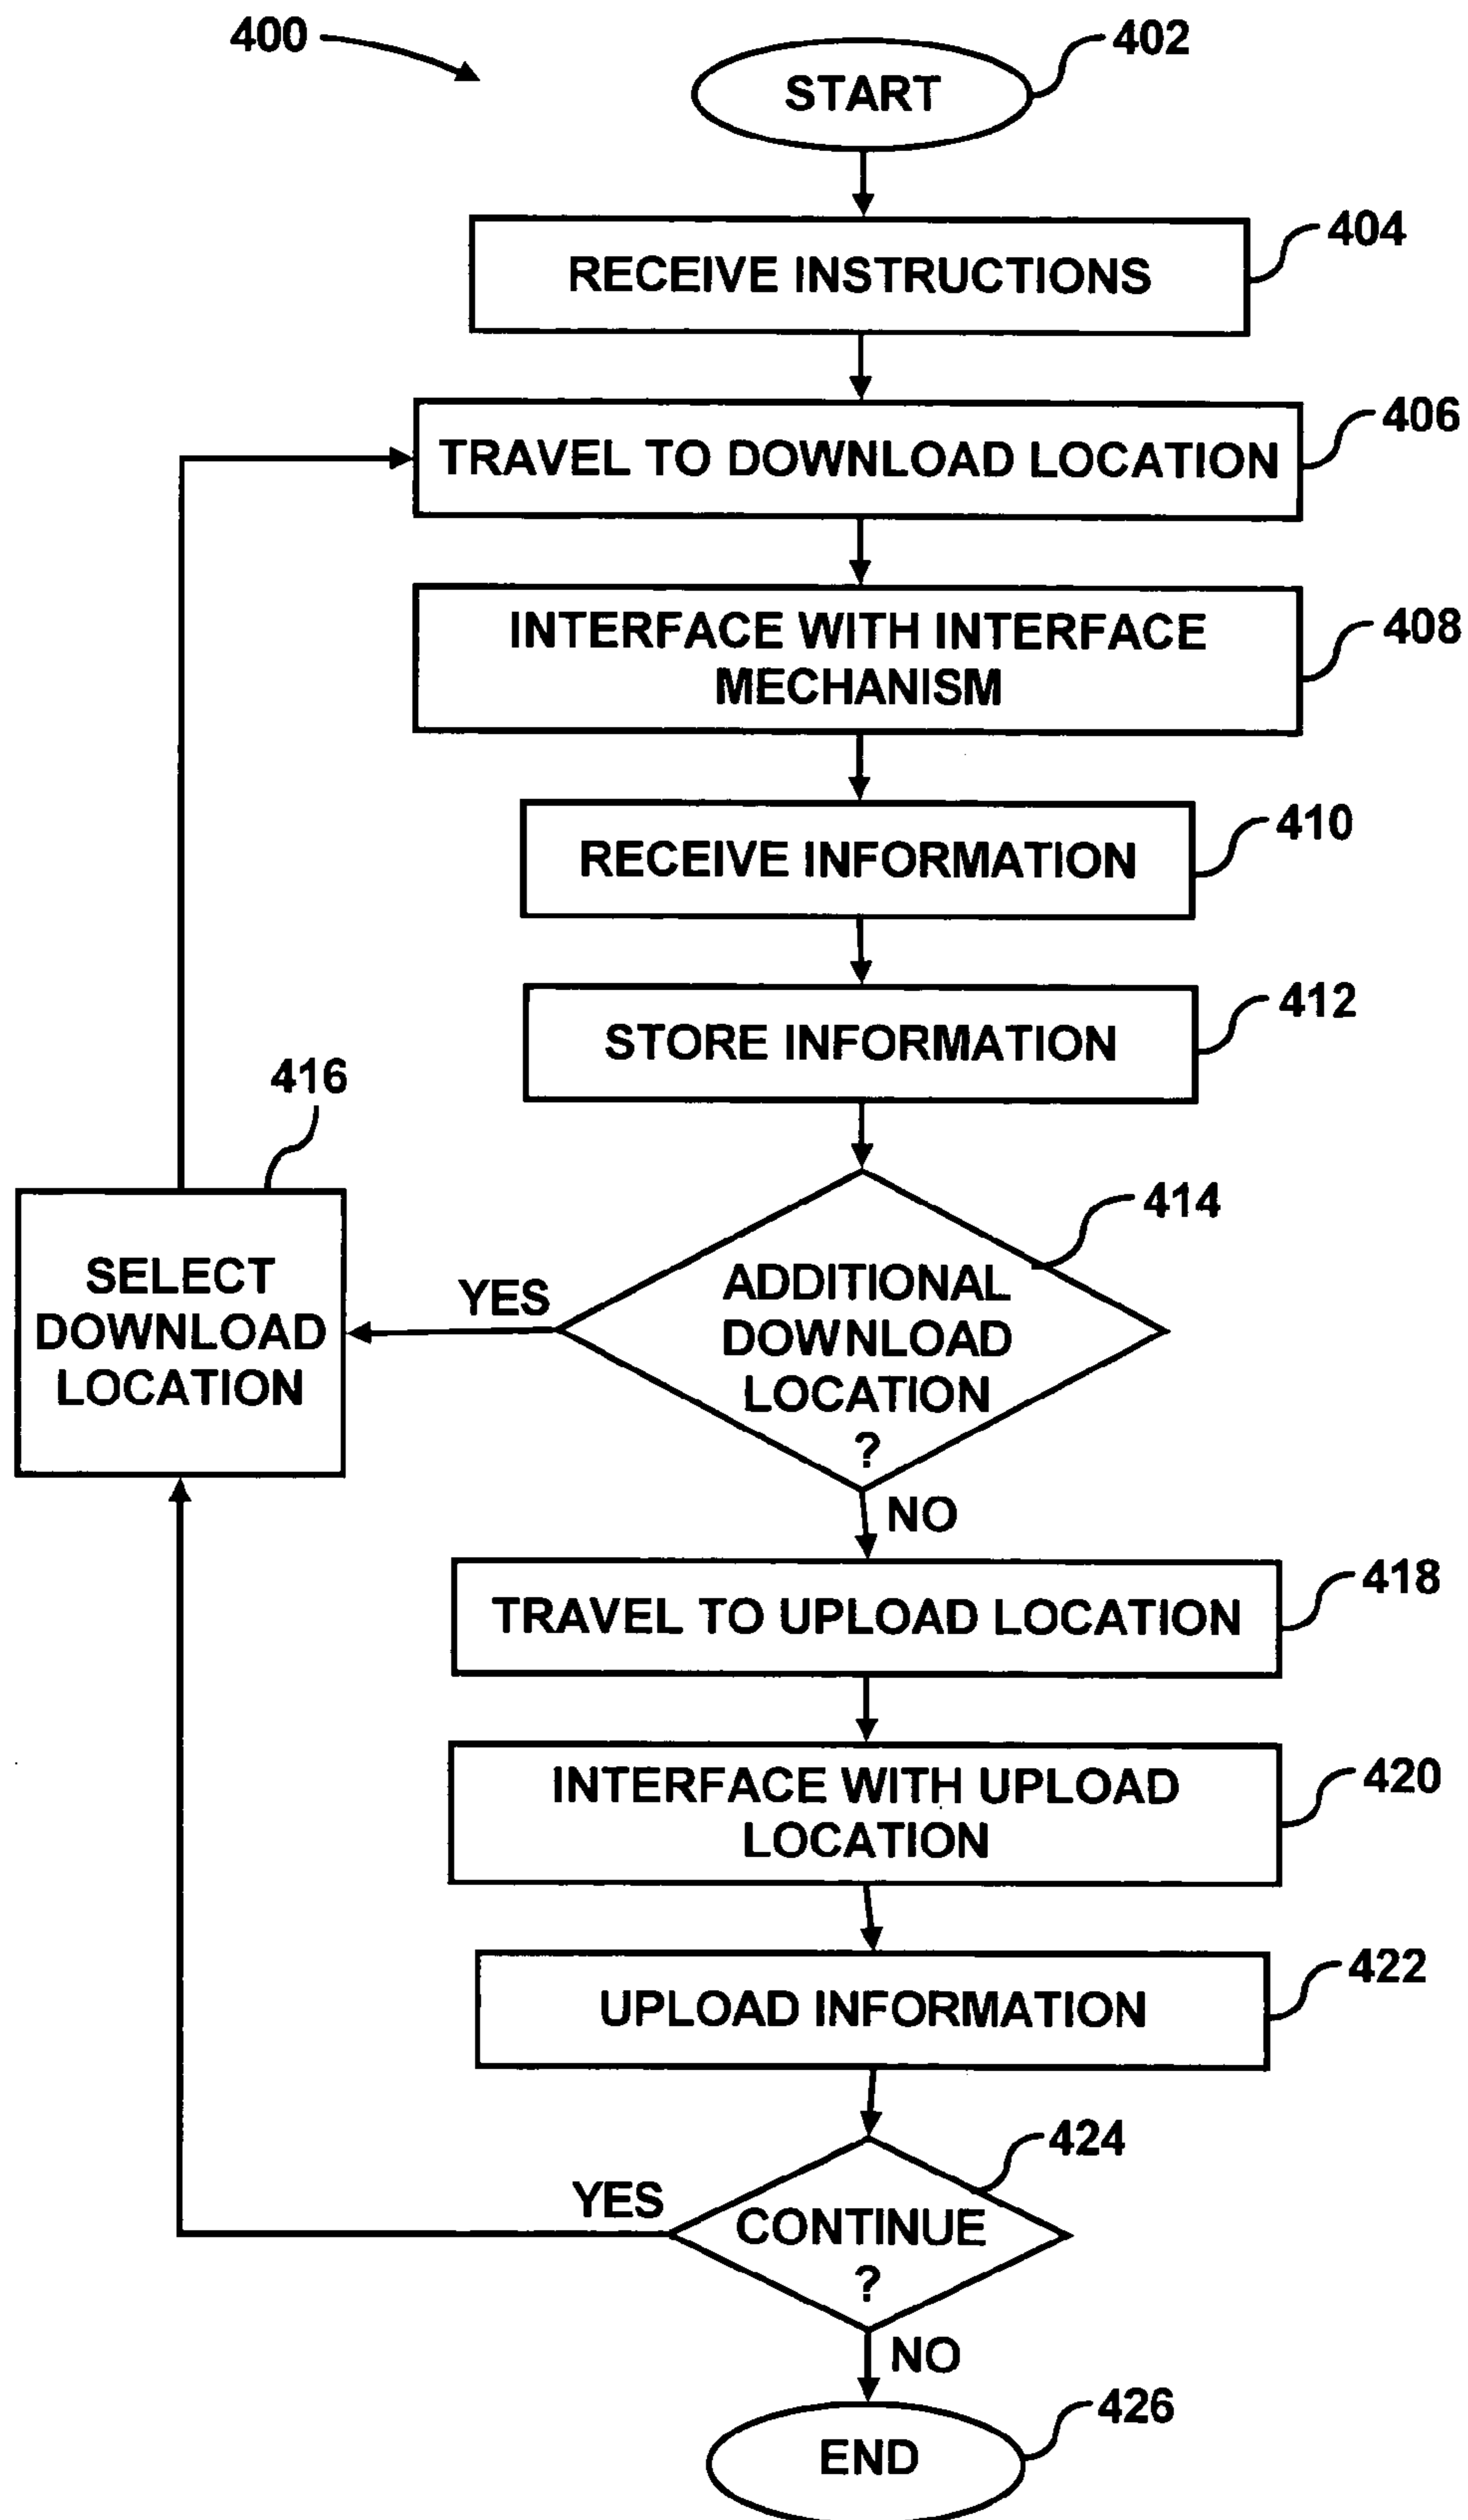 400
START
402
RECEIVE INSTRUCTIONS
404
TRAVEL TO DOWNLOAD LOCATION
406
INTERFACE WITH INTERFACE
MECHANISM
408
RECEIVE INFORMATION
410
STORE INFORMATION
412
ADDITIONAL
DOWNLOAD
LOCATION
?
414
YES
SELECT
DOWNLOAD
LOCATION
416
NO
TRAVEL TO UPLOAD LOCATION
418
INTERFACE WITH UPLOAD
LOCATION
420
UPLOAD INFORMATION
422
CONTINUE
?
424
YES
NO
END
426